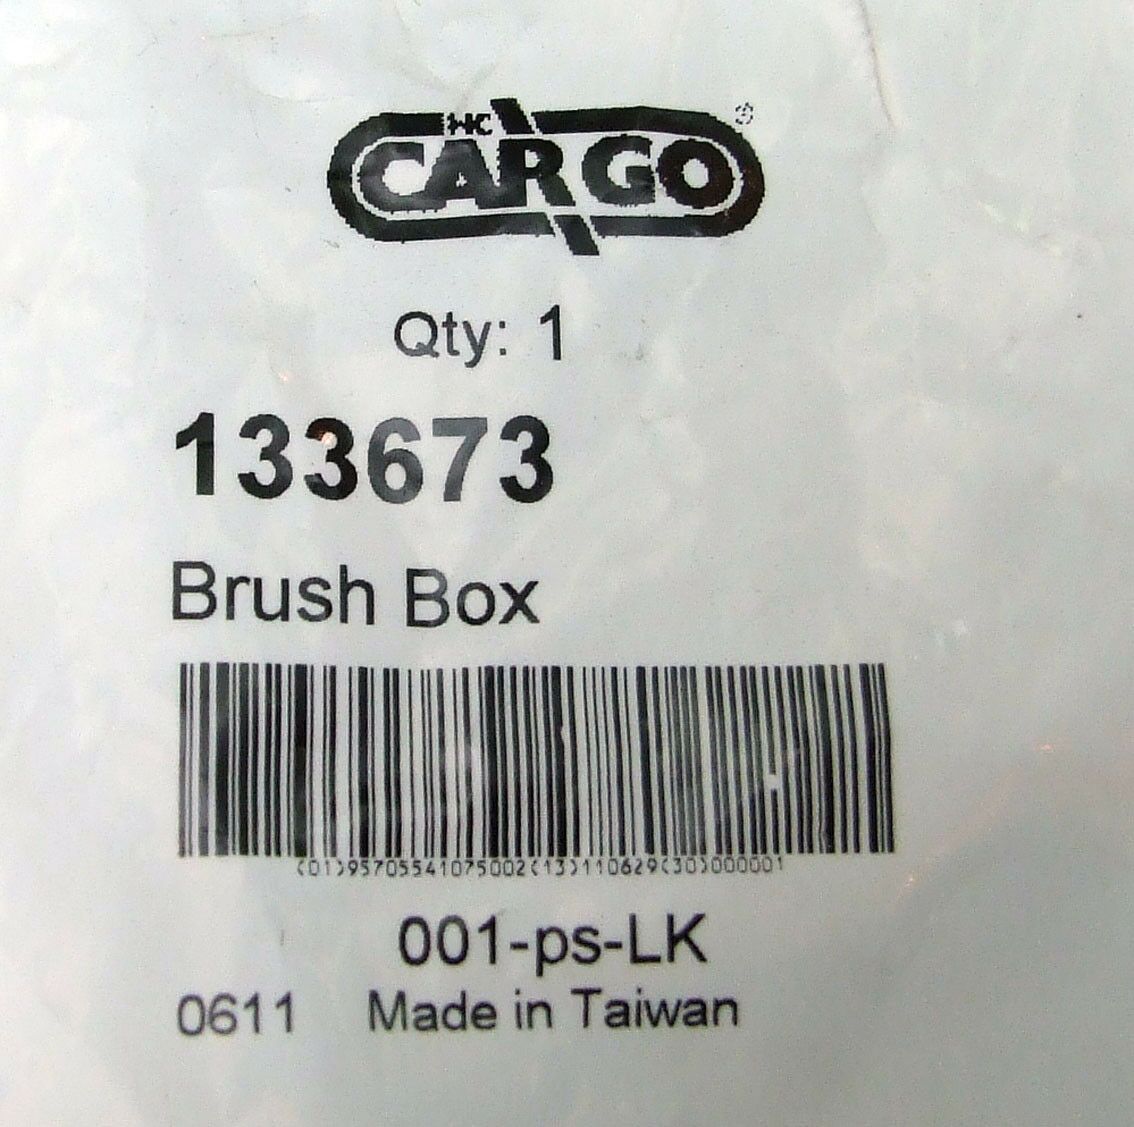 HC
CARGO®
Qty: 1
133673
Brush Box
(01)95705541075002(13)110629(30)000001
001-ps-LK
0611 Made in Taiwan